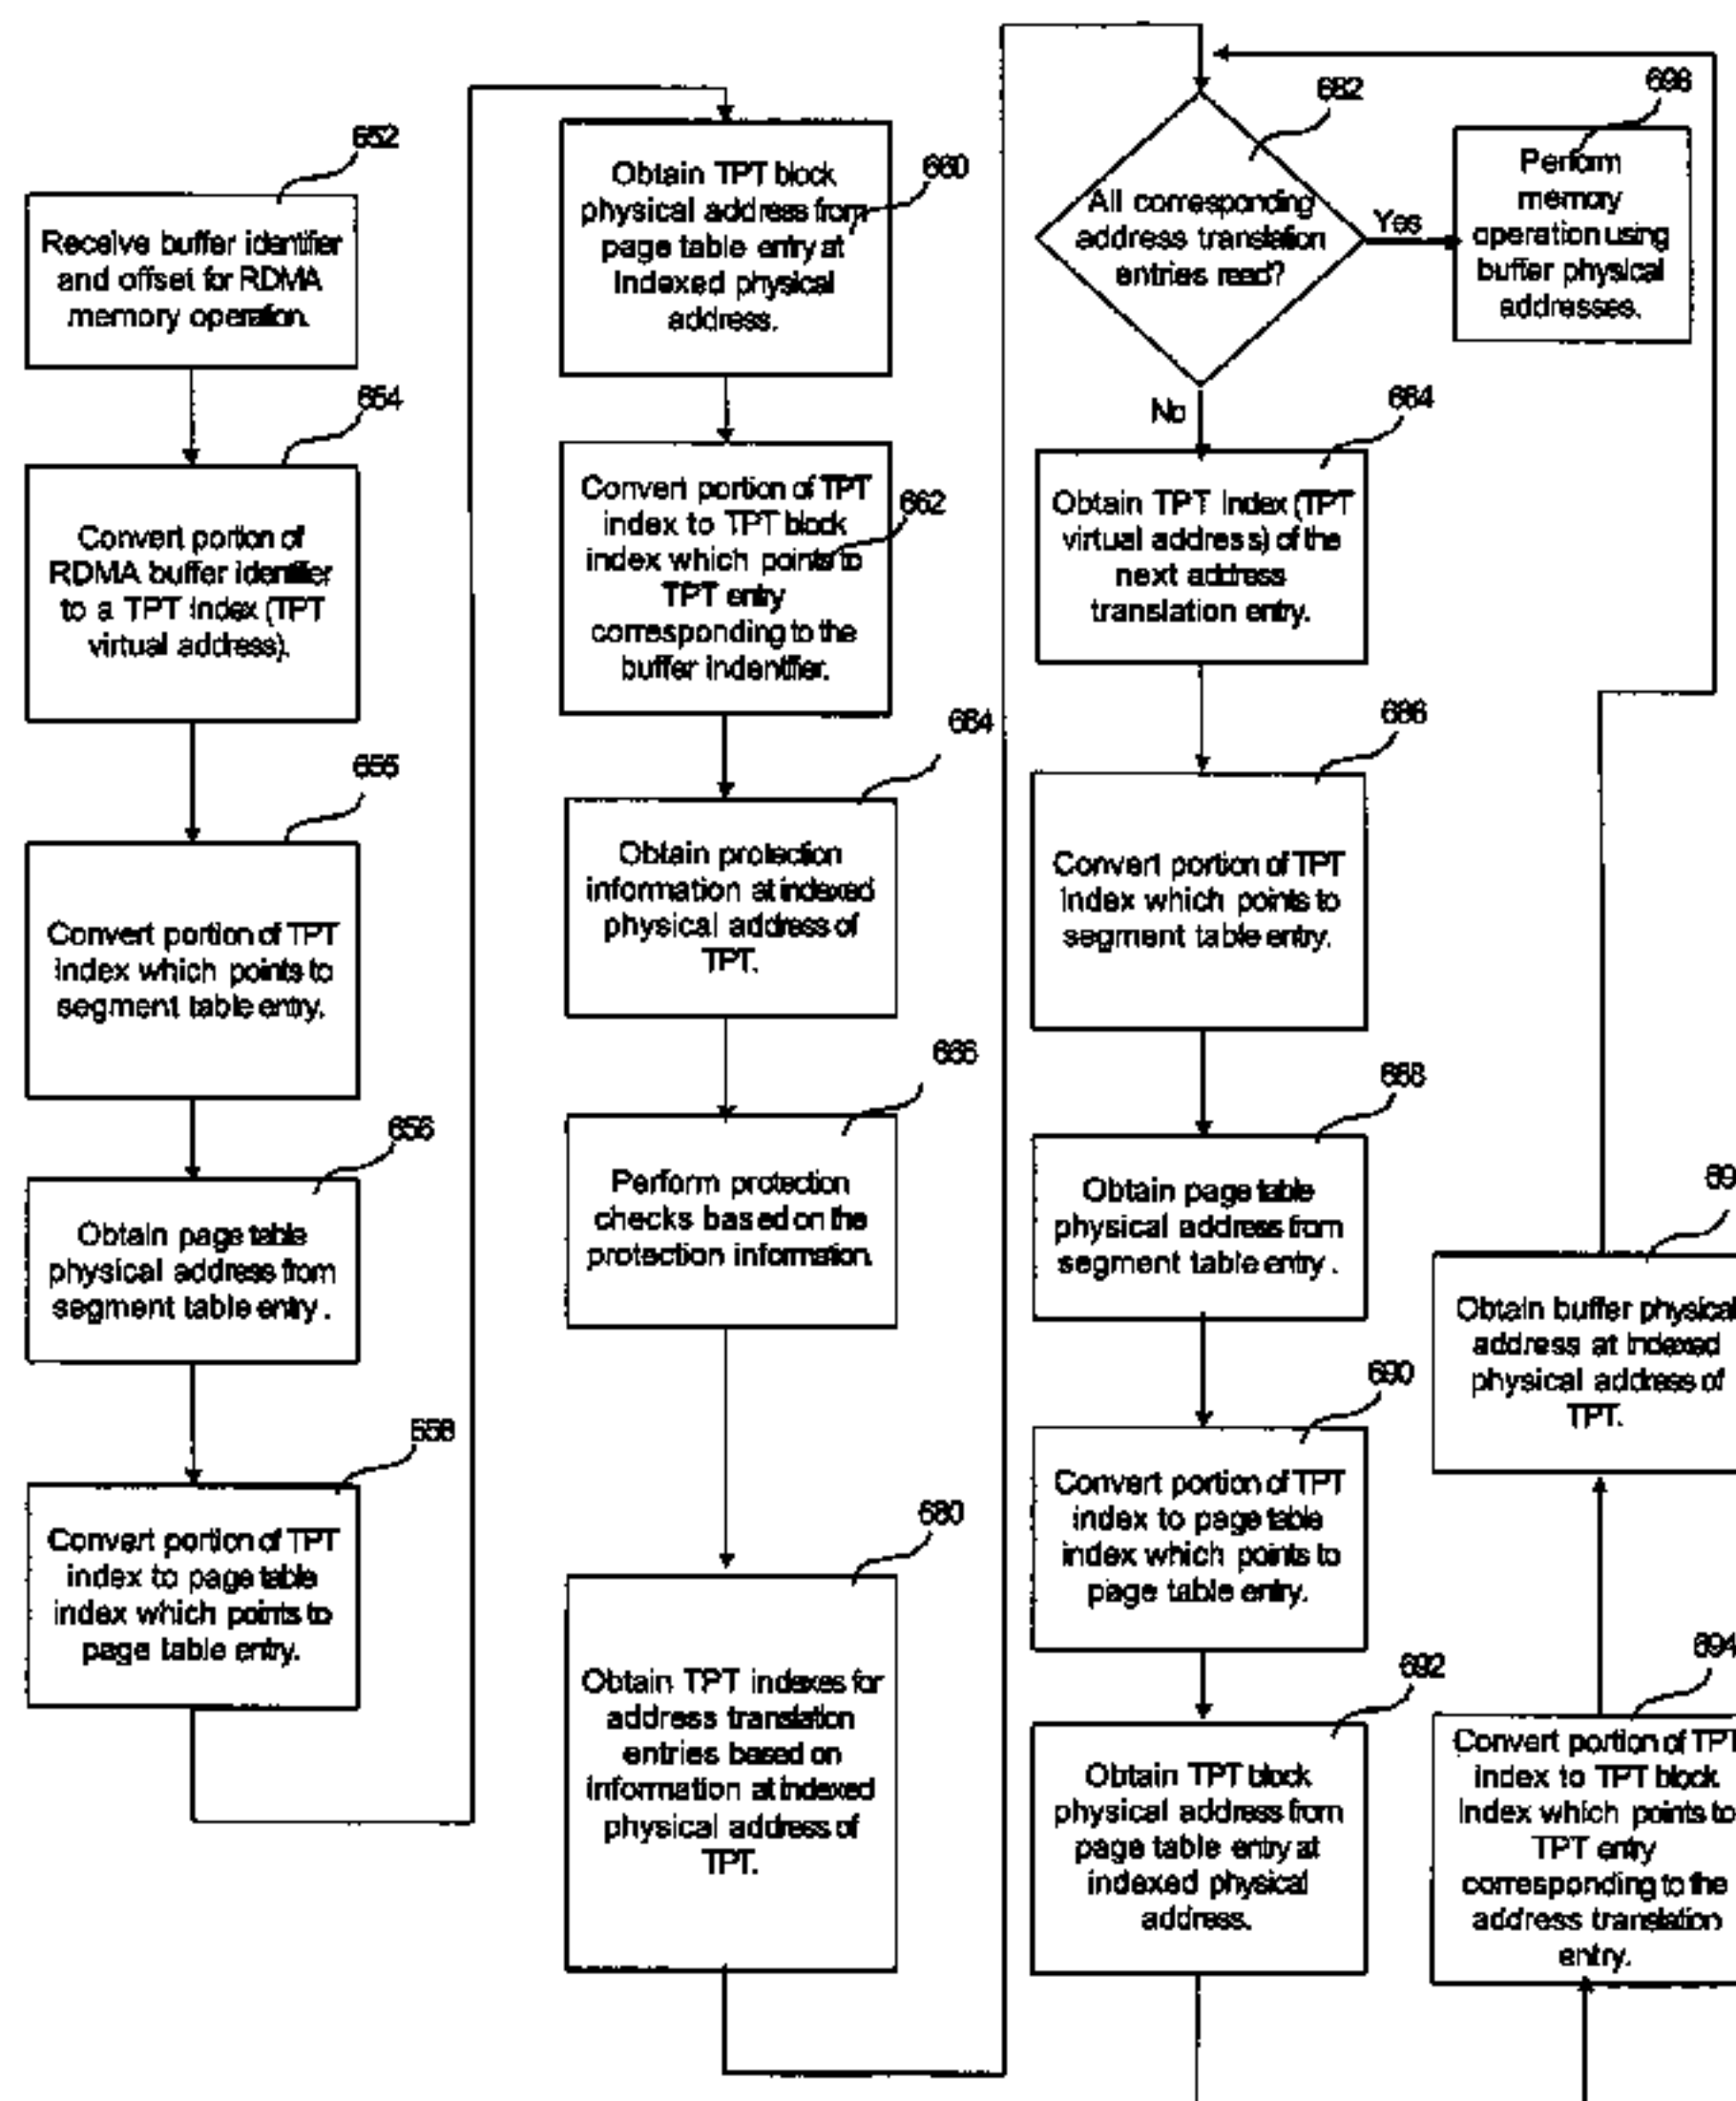 652
Receive buffer identifier
and offset for RDMA
memory operation.
654
Convert portion of
RDMA buffer identifier
to a TPT Index (TPT
virtual address).
655
Convert portion of TPT
Index which points to
segment table entry.
656
Obtain page table
physical address from
segment table entry .
658
Convert portion of TPT
index to page table
index which points to
page table entry.
660
Obtain TPT block
physical address from
page table entry at
Indexed physical
address.
662
Convert portion of TPT
index to TPT block
index which points to
TPT entry
corresponding to the
buffer indentifier.
664
Obtain protection
information at indexed
physical address of
TPT.
666
Perform protection
checks based on the
protection information.
680
Obtain TPT indexes for
address translation
entries based on
information at indexed
physical address of
TPT.
682
All corresponding
address translation
entries read?
Yes
No
698
Perform
memory
operation using
buffer physical
addresses.
684
Obtain TPT Index (TPT
virtual address) of the
next address
translation entry.
686
Convert portion of TPT
Index which points to
segment table entry.
688
Obtain page table
physical address from
segment table entry .
690
Convert portion of TPT
index to page table
index which points to
page table entry.
692
Obtain TPT block
physical address from
page table entry at
indexed physical
address.
694
Convert portion of TPT
index to TPT block
Index which points to
TPT entry
corresponding to the
address translation
entry.
69
Obtain buffer physical
address at Indexed
physical address of
TPT.